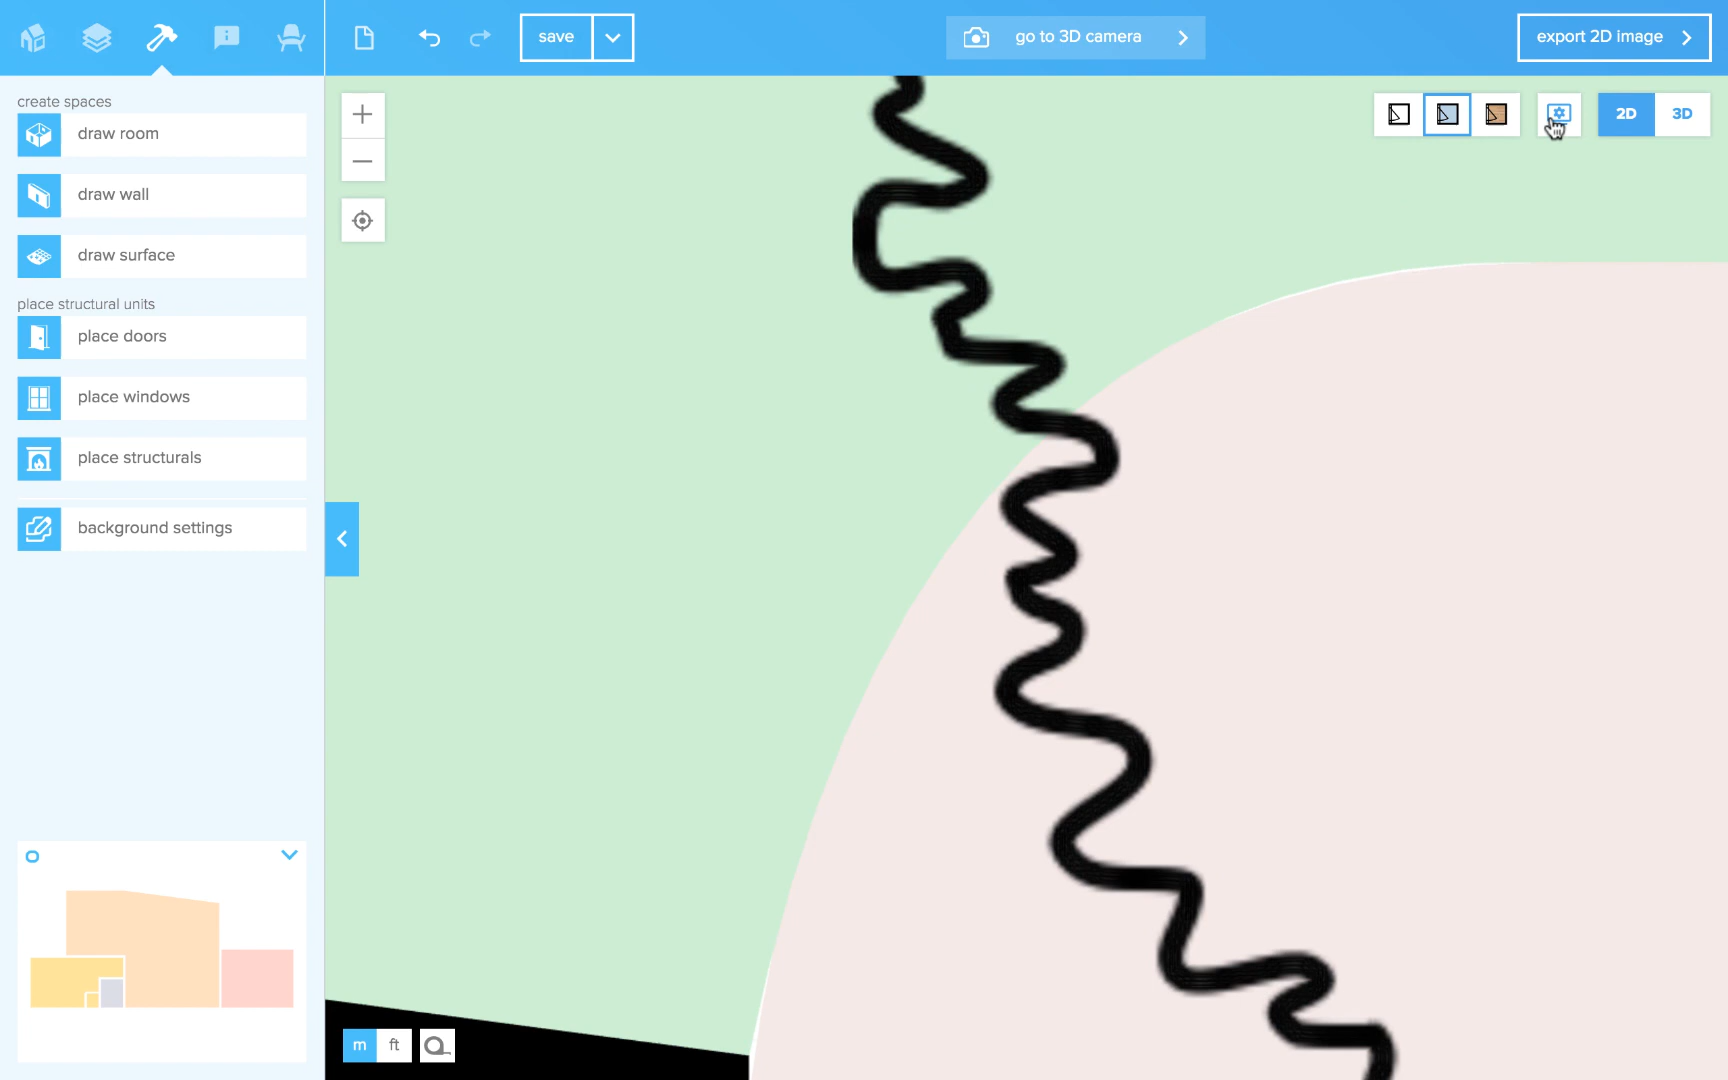 save
go to 3D camera
export 2D image
create spaces
draw room
draw wall
draw surface
place structural units
place doors
place windows
place structurals
background settings
2D
3D
m
ft